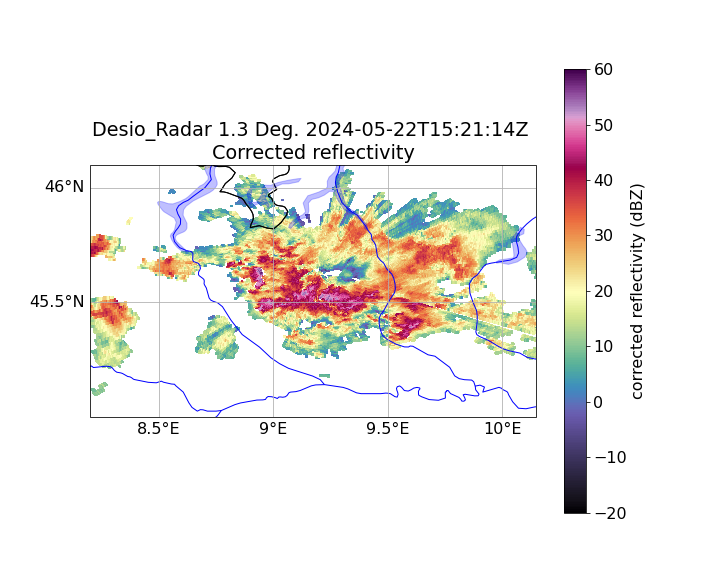 Desio_Radar 1.3 Deg. 2024-05-22T15:21:14Z
Corrected reflectivity
46°N
45.5°N
8.5°E
9°E
9.5°E
10°E
60
50
40
30
20
10
0
−10
−20
corrected reflectivity (dBZ)